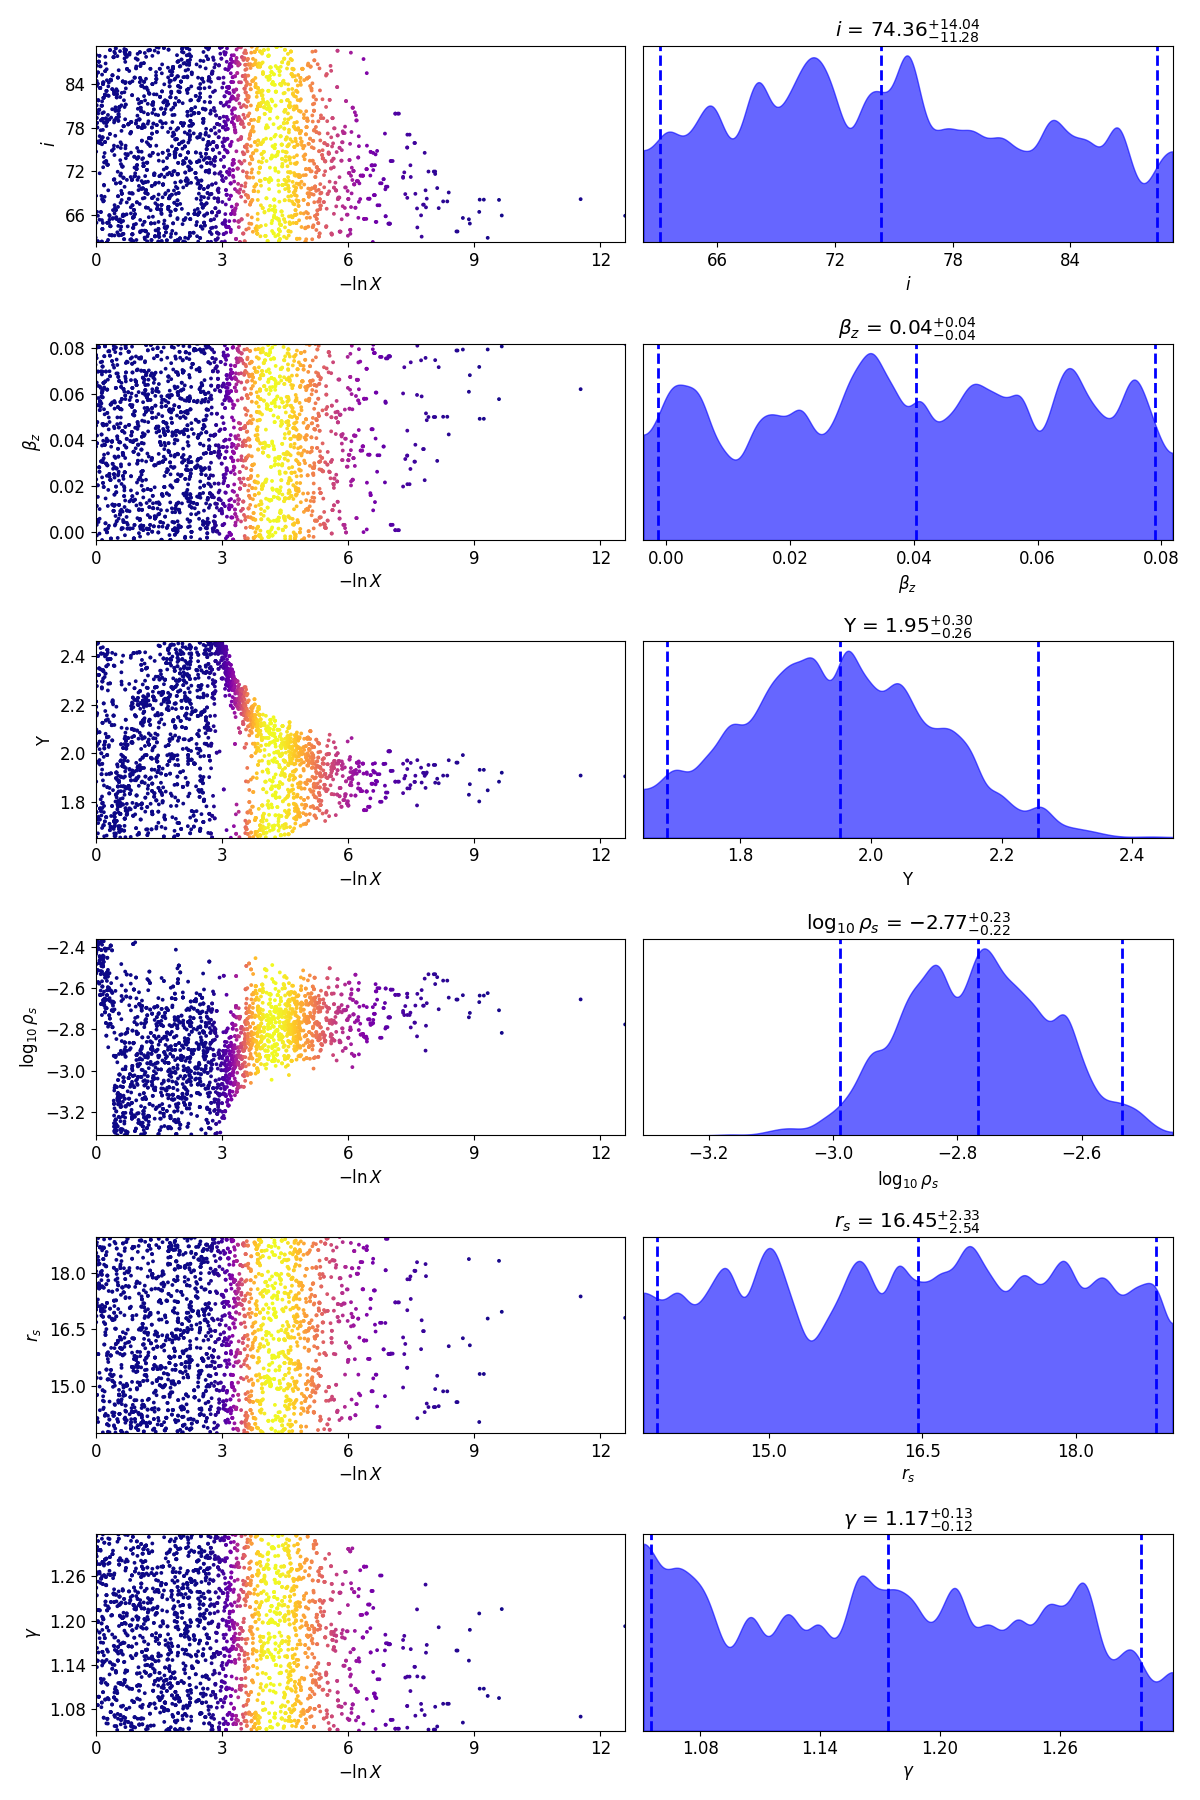 i = 74.36+14.04 −11.28
84
78
72
66
i
0 3 6 9 12
66 72 78 84
−ln X
i
βz = 0.04+0.04 −0.04
0.08
0.06
0.04
0.02
0.00
βz
0 3 6 9 12
0.00 0.02 0.04 0.06 0.08
−ln X
βz
Y = 1.95+0.30 −0.26
2.4
2.2
2.0
1.8
Y
0 3 6 9 12
1.8 2.0 2.2 2.4
−ln X
Y
log10 ρs = −2.77+0.23 −0.22
−2.4
−2.6
−2.8
−3.0
−3.2
log10 ρs
0 3 6 9 12
−3.2 −3.0 −2.8 −2.6
−ln X
log10 ρs
rs = 16.45+2.33 −2.54
18.0
16.5
15.0
rs
0 3 6 9 12
15.0 16.5 18.0
−ln X
rs
γ = 1.17+0.13 −0.12
1.26
1.20
1.14
1.08
γ
0 3 6 9 12
1.08 1.14 1.20 1.26
−ln X
γ